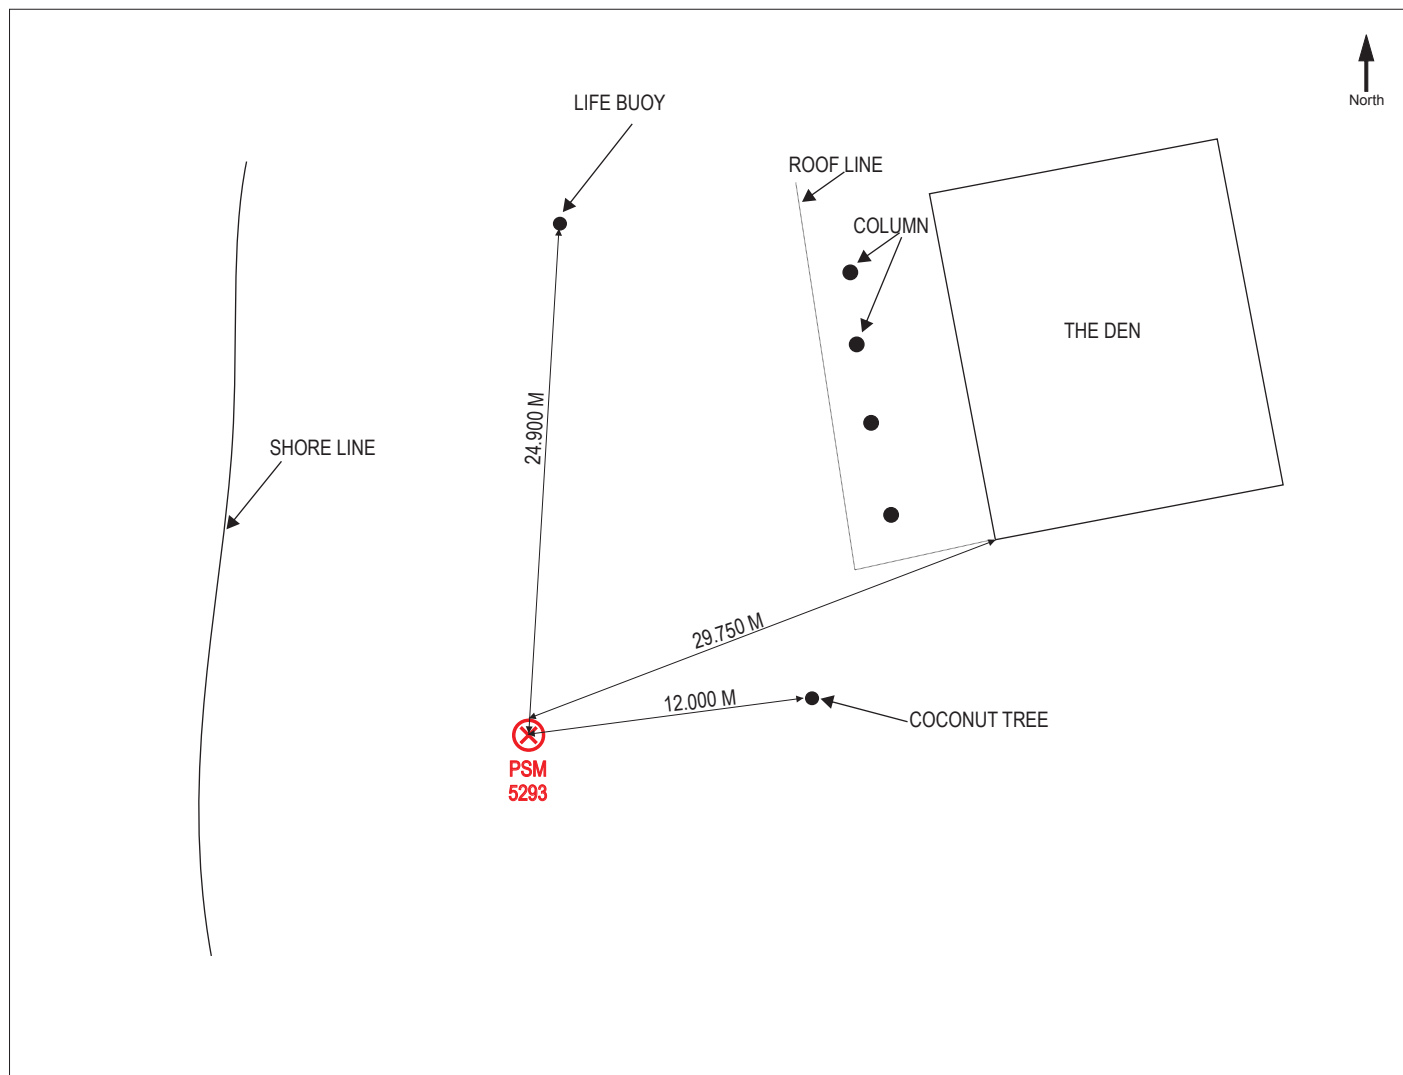 North
LIFE BUOY
ROOF LINE
COLUMN
THE DEN
24.900 M
SHORE LINE
29.750 M
12.000 M
COCONUT TREE
PSM
5293